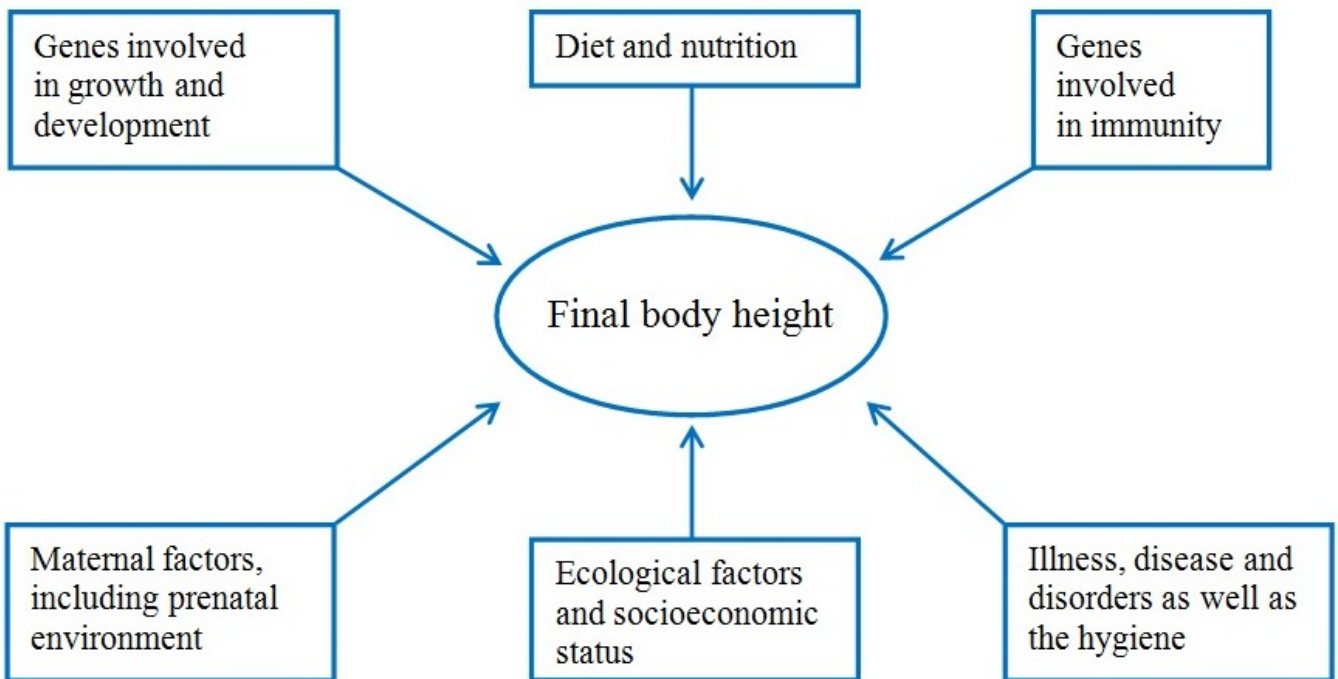 Genes involved
in growth and
development
Diet and nutrition
Genes
involved
in immunity
Final body height
Maternal factors,
including prenatal
environment
Ecological factors
and socioeconomic
status
Illness, disease and
disorders as well as
the hygiene